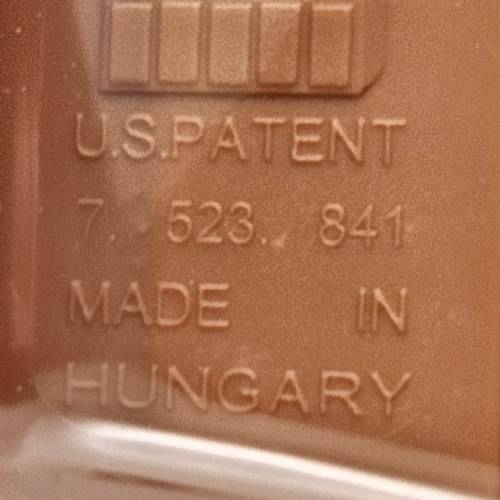 U.S.PATENT
7. 523. 841
MADE IN
HUNGARY